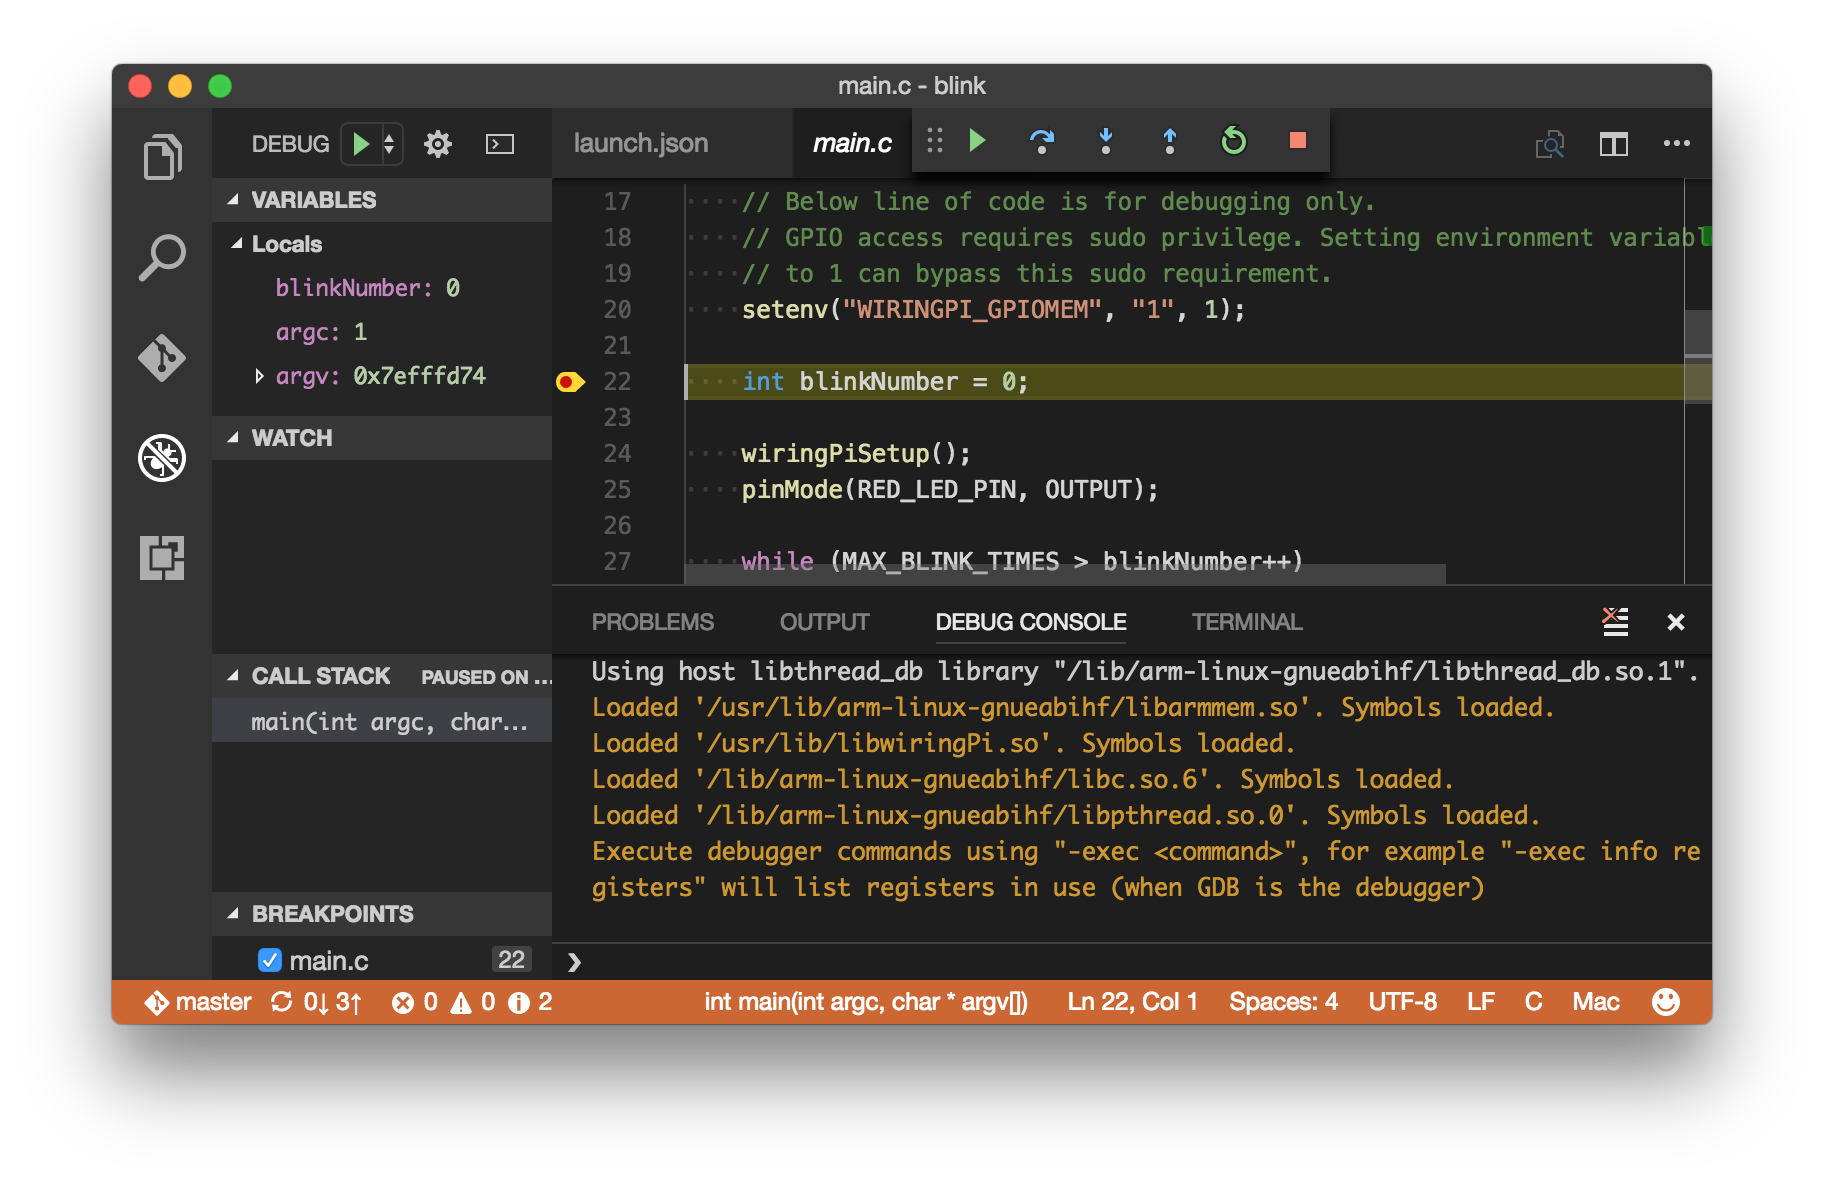 main.c - blink
DEBUG
VARIABLES
Locals
blinkNumber: 0
argc: 1
argv: 0x7efffd74
WATCH
CALL STACK PAUSED ON ...
main(int argc, char...
BREAKPOINTS
main.c 22
launch.json main.c
17 // Below line of code is for debugging only.
18 // GPIO access requires sudo privilege. Setting environment variabl
19 // to 1 can bypass this sudo requirement.
20 setenv("WIRINGPI_GPIOMEM", "1", 1);
21
22 int blinkNumber = 0;
23
24 wiringPiSetup();
25 pinMode(RED_LED_PIN, OUTPUT);
26
27 while (MAX_BLINK_TIMES > blinkNumber++)
PROBLEMS OUTPUT DEBUG CONSOLE TERMINAL
Using host libthread_db library "/lib/arm-linux-gnueabihf/libthread_db.so.1".
Loaded '/usr/lib/arm-linux-gnueabihf/libarmmem.so'. Symbols loaded.
Loaded '/usr/lib/libwiringPi.so'. Symbols loaded.
Loaded '/lib/arm-linux-gnueabihf/libc.so.6'. Symbols loaded.
Loaded '/lib/arm-linux-gnueabihf/libpthread.so.0'. Symbols loaded.
Execute debugger commands using "-exec <command>", for example "-exec info re
gisters" will list registers in use (when GDB is the debugger)
❯
master 0↓ 3↑ 0 0 2 int main(int argc, char * argv[]) Ln 22, Col 1 Spaces: 4 UTF-8 LF C Mac